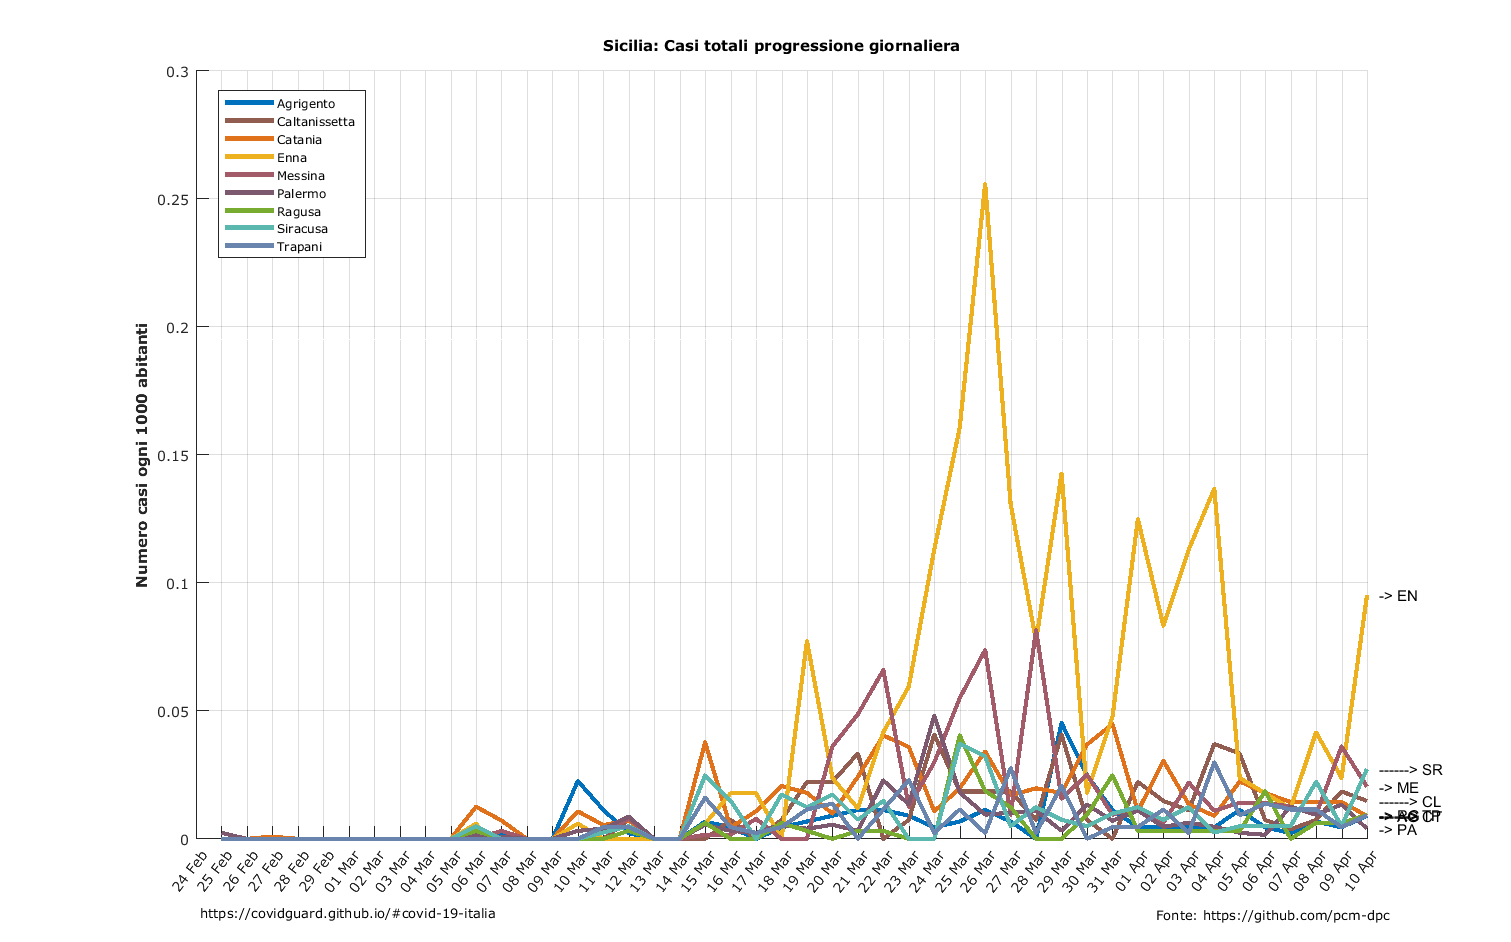 Sicilia: Casi totali progressione giornaliera
Numero casi ogni 1000 abitanti
0.3
0.25
0.2
0.15
0.1
0.05
0
Agrigento
Caltanissetta
Catania
Enna
Messina
Palermo
Ragusa
Siracusa
Trapani
-> EN
------> SR
-> ME
------> CL
-> PA
24 Feb
25 Feb
26 Feb
27 Feb
28 Feb
29 Feb
01 Mar
02 Mar
03 Mar
04 Mar
05 Mar
06 Mar
07 Mar
08 Mar
09 Mar
10 Mar
11 Mar
12 Mar
13 Mar
14 Mar
15 Mar
16 Mar
17 Mar
18 Mar
19 Mar
20 Mar
21 Mar
22 Mar
23 Mar
24 Mar
25 Mar
26 Mar
27 Mar
28 Mar
29 Mar
30 Mar
31 Mar
01 Apr
02 Apr
03 Apr
04 Apr
05 Apr
06 Apr
07 Apr
08 Apr
09 Apr
10 Apr
https://covidguard.github.io/#covid-19-italia
Fonte: https://github.com/pcm-dpc